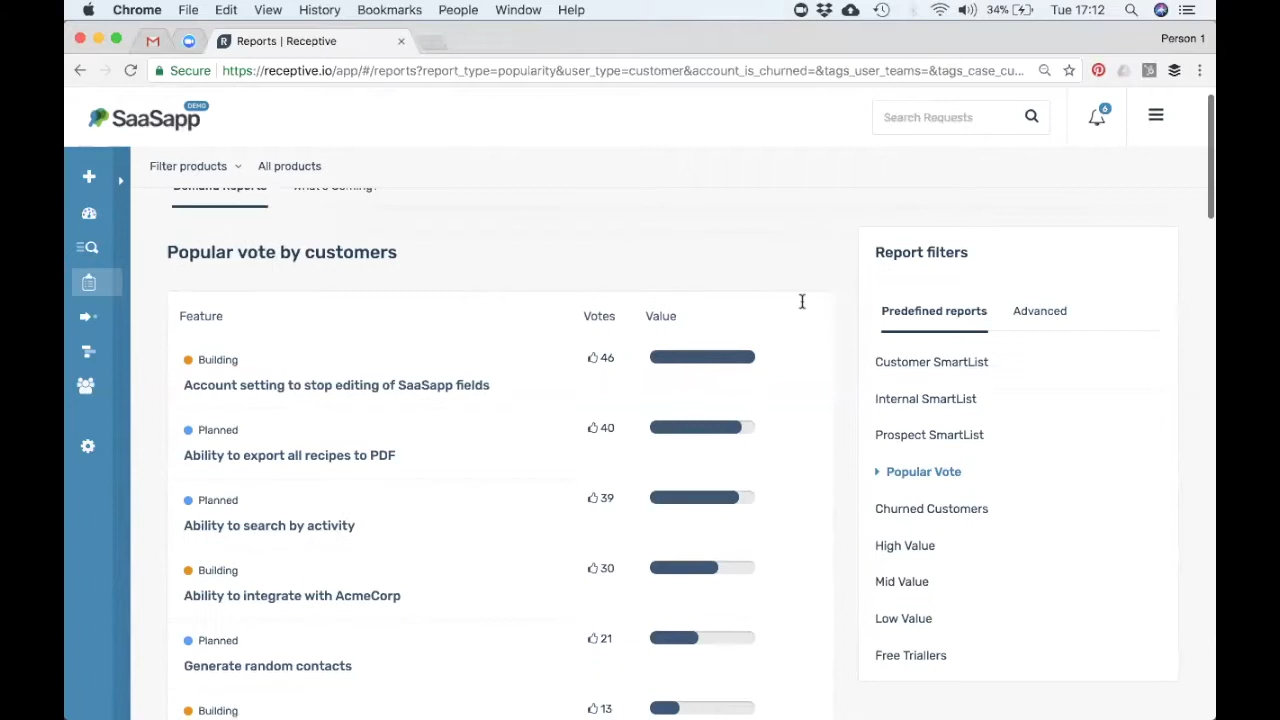 Chrome File Edit View History Bookmarks People Window Help 34% Tue 17:12
Reports | Receptive Person 1
Secure https://receptive.io/app/#/reports?report_type=popularity&user_type=customer&account_is_churned=&tags_user_teams=&tags_case_cu...
SaaSapp DEMO Search Requests 6
Filter products All products
Demand Reports What's Coming?
Popular vote by customers
Feature Votes Value
Building
Account setting to stop editing of SaaSapp fields 46
Planned
Ability to export all recipes to PDF 40
Planned
Ability to search by activity 39
Building
Ability to integrate with AcmeCorp 30
Planned
Generate random contacts 21
Building 13
Report filters
Predefined reports Advanced
Customer SmartList
Internal SmartList
Prospect SmartList
Popular Vote
Churned Customers
High Value
Mid Value
Low Value
Free Triallers